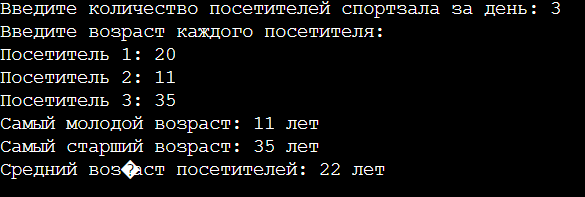 Введите количество посетителей спортзала за день: 3
Введите возраст каждого посетителя:
Посетитель 1: 20
Посетитель 2: 11
Посетитель 3: 35
Самый молодой возраст: 11 лет
Самый старший возраст: 35 лет
Средний воз�аст посетителей: 22 лет